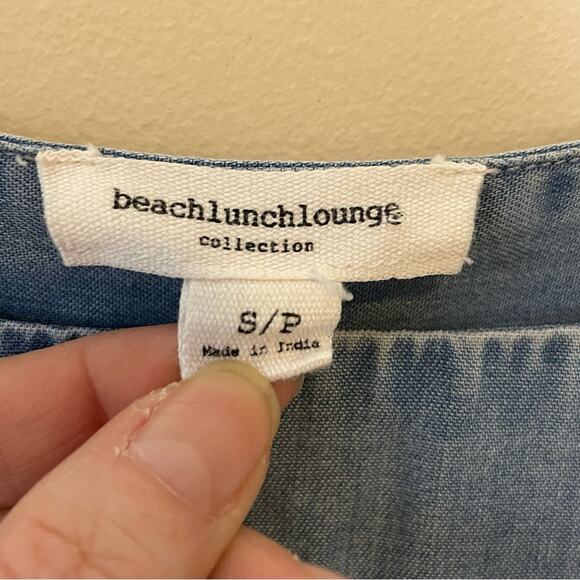 beachlunchlounge
collection
S/P
Made in India